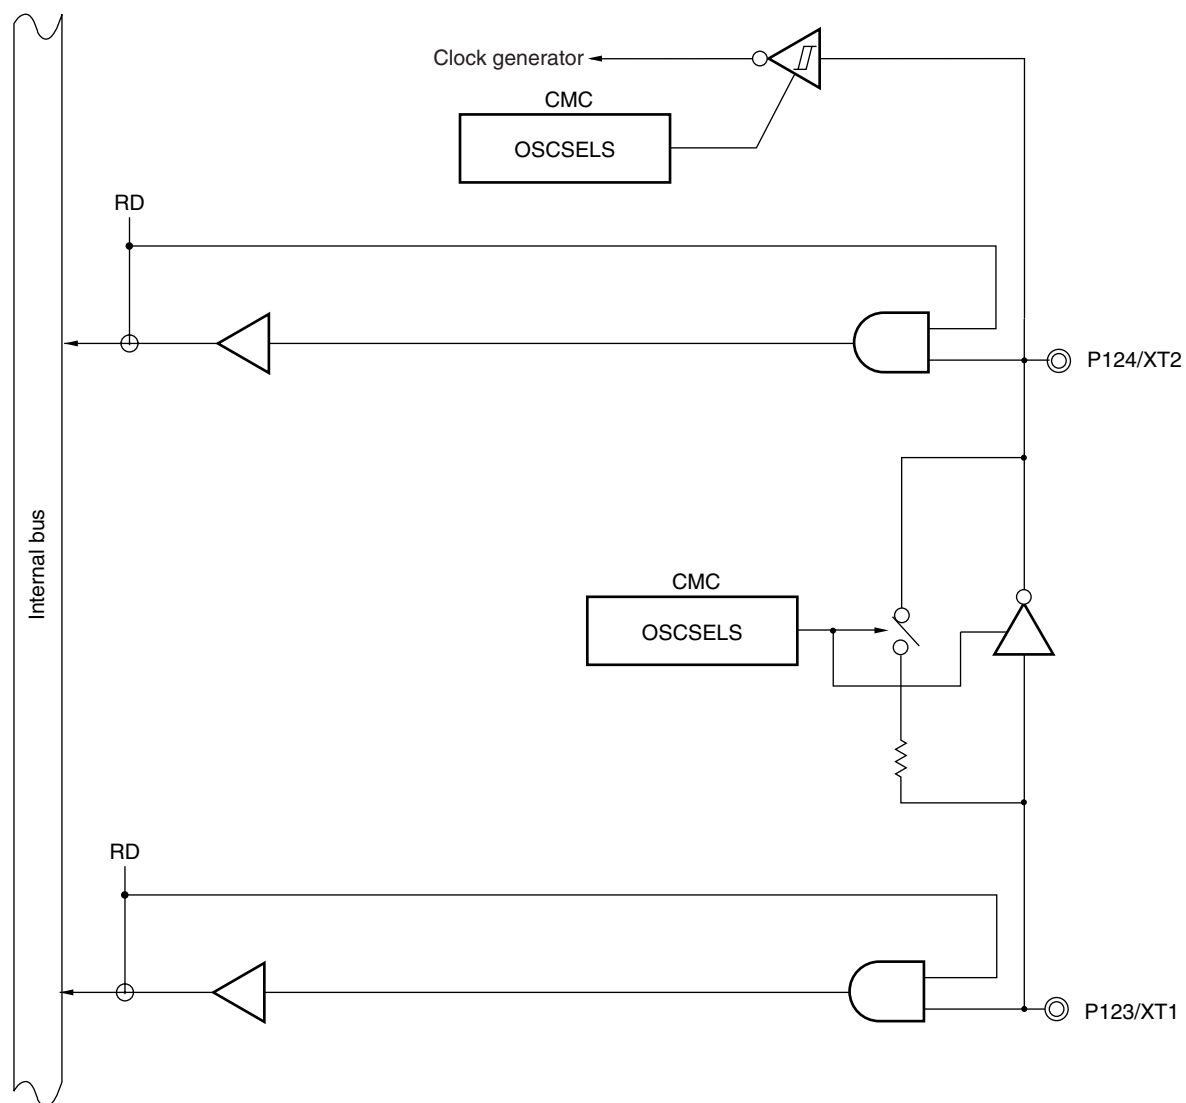 Clock generator
CMC
OSCSELS
RD
P124/XT2
Internal bus
CMC
OSCSELS
RD
P123/XT1